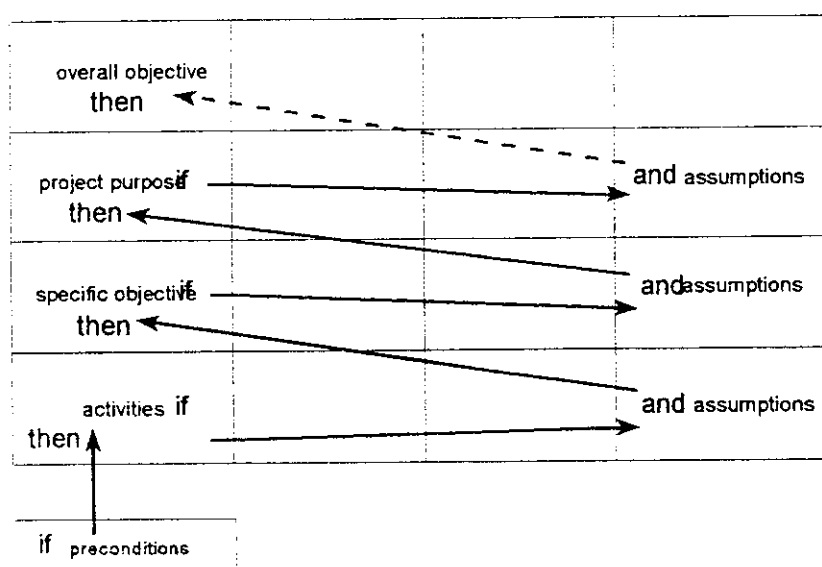 overall objective
then
project purpose if
and assumptions
then
specific objective if
and assumptions
then
activities if
and assumptions
then
if preconditions